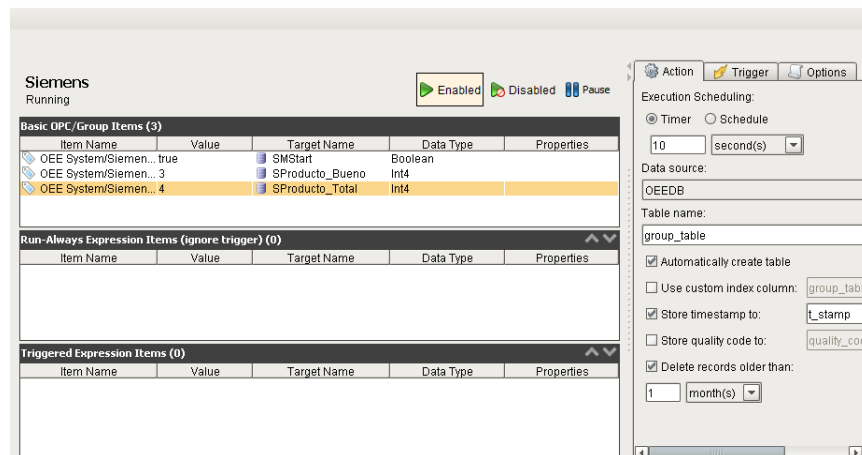 Siemens
Running
Enabled Disabled Pause
Basic OPC/Group Items (3)
Item Name Value Target Name Data Type Properties
OEE System/Siemen... true SMStart Boolean
OEE System/Siemen... 3 SProducto_Bueno Int4
OEE System/Siemen... 4 SProducto_Total Int4
Run-Always Expression Items (ignore trigger) (0)
Item Name Value Target Name Data Type Properties
Triggered Expression Items (0)
Item Name Value Target Name Data Type Properties
Action Trigger Options
Execution Scheduling:
Timer Schedule
10 second(s)
Data source:
OEEDB
Table name:
group_table
Automatically create table
Use custom index column: group_tab
Store timestamp to: t_stamp
Store quality code to: quality_co
Delete records older than:
1 month(s)